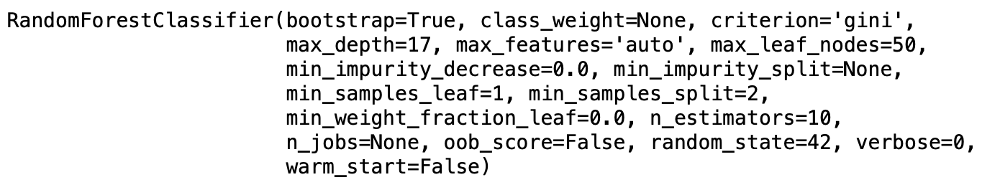 RandomForestClassifier(bootstrap=True, class_weight=None, criterion='gini',
max_depth=17, max_features='auto', max_leaf_nodes=50,
min_impurity_decrease=0.0, min_impurity_split=None,
min_samples_leaf=1, min_samples_split=2,
min_weight_fraction_leaf=0.0, n_estimators=10,
n_jobs=None, oob_score=False, random_state=42, verbose=0,
warm_start=False)